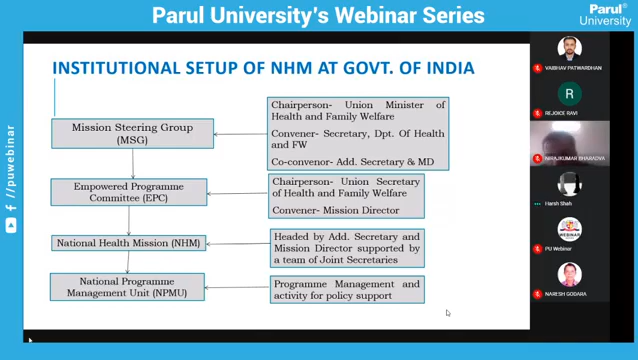 Parul University's Webinar Series
Parul®
University
/puwebinar
INSTITUTIONAL SETUP OF NHM AT GOVT. OF INDIA
Mission Steering Group
(MSG)
Chairperson- Union Minister of
Health and Family Welfare
Convener- Secretary, Dpt. Of Health
and FW
Co-convenor- Add. Secretary & MD
Empowered Programme
Committee (EPC)
Chairperson- Union Secretary
of Health and Family Welfare
Convener- Mission Director
National Health Mission (NHM)
Headed by Add. Secretary and
Mission Director supported by
a team of Joint Secretaries
National Programme
Management Unit (NPMU)
Programme Management and
activity for policy support
VAIBHAV PATWARDHAN
R
REJOICE RAVI
NIRAJKUMAR BHARADVA
Harsh Shah
WEBINAR
PU Webinar
NARESH GODARA